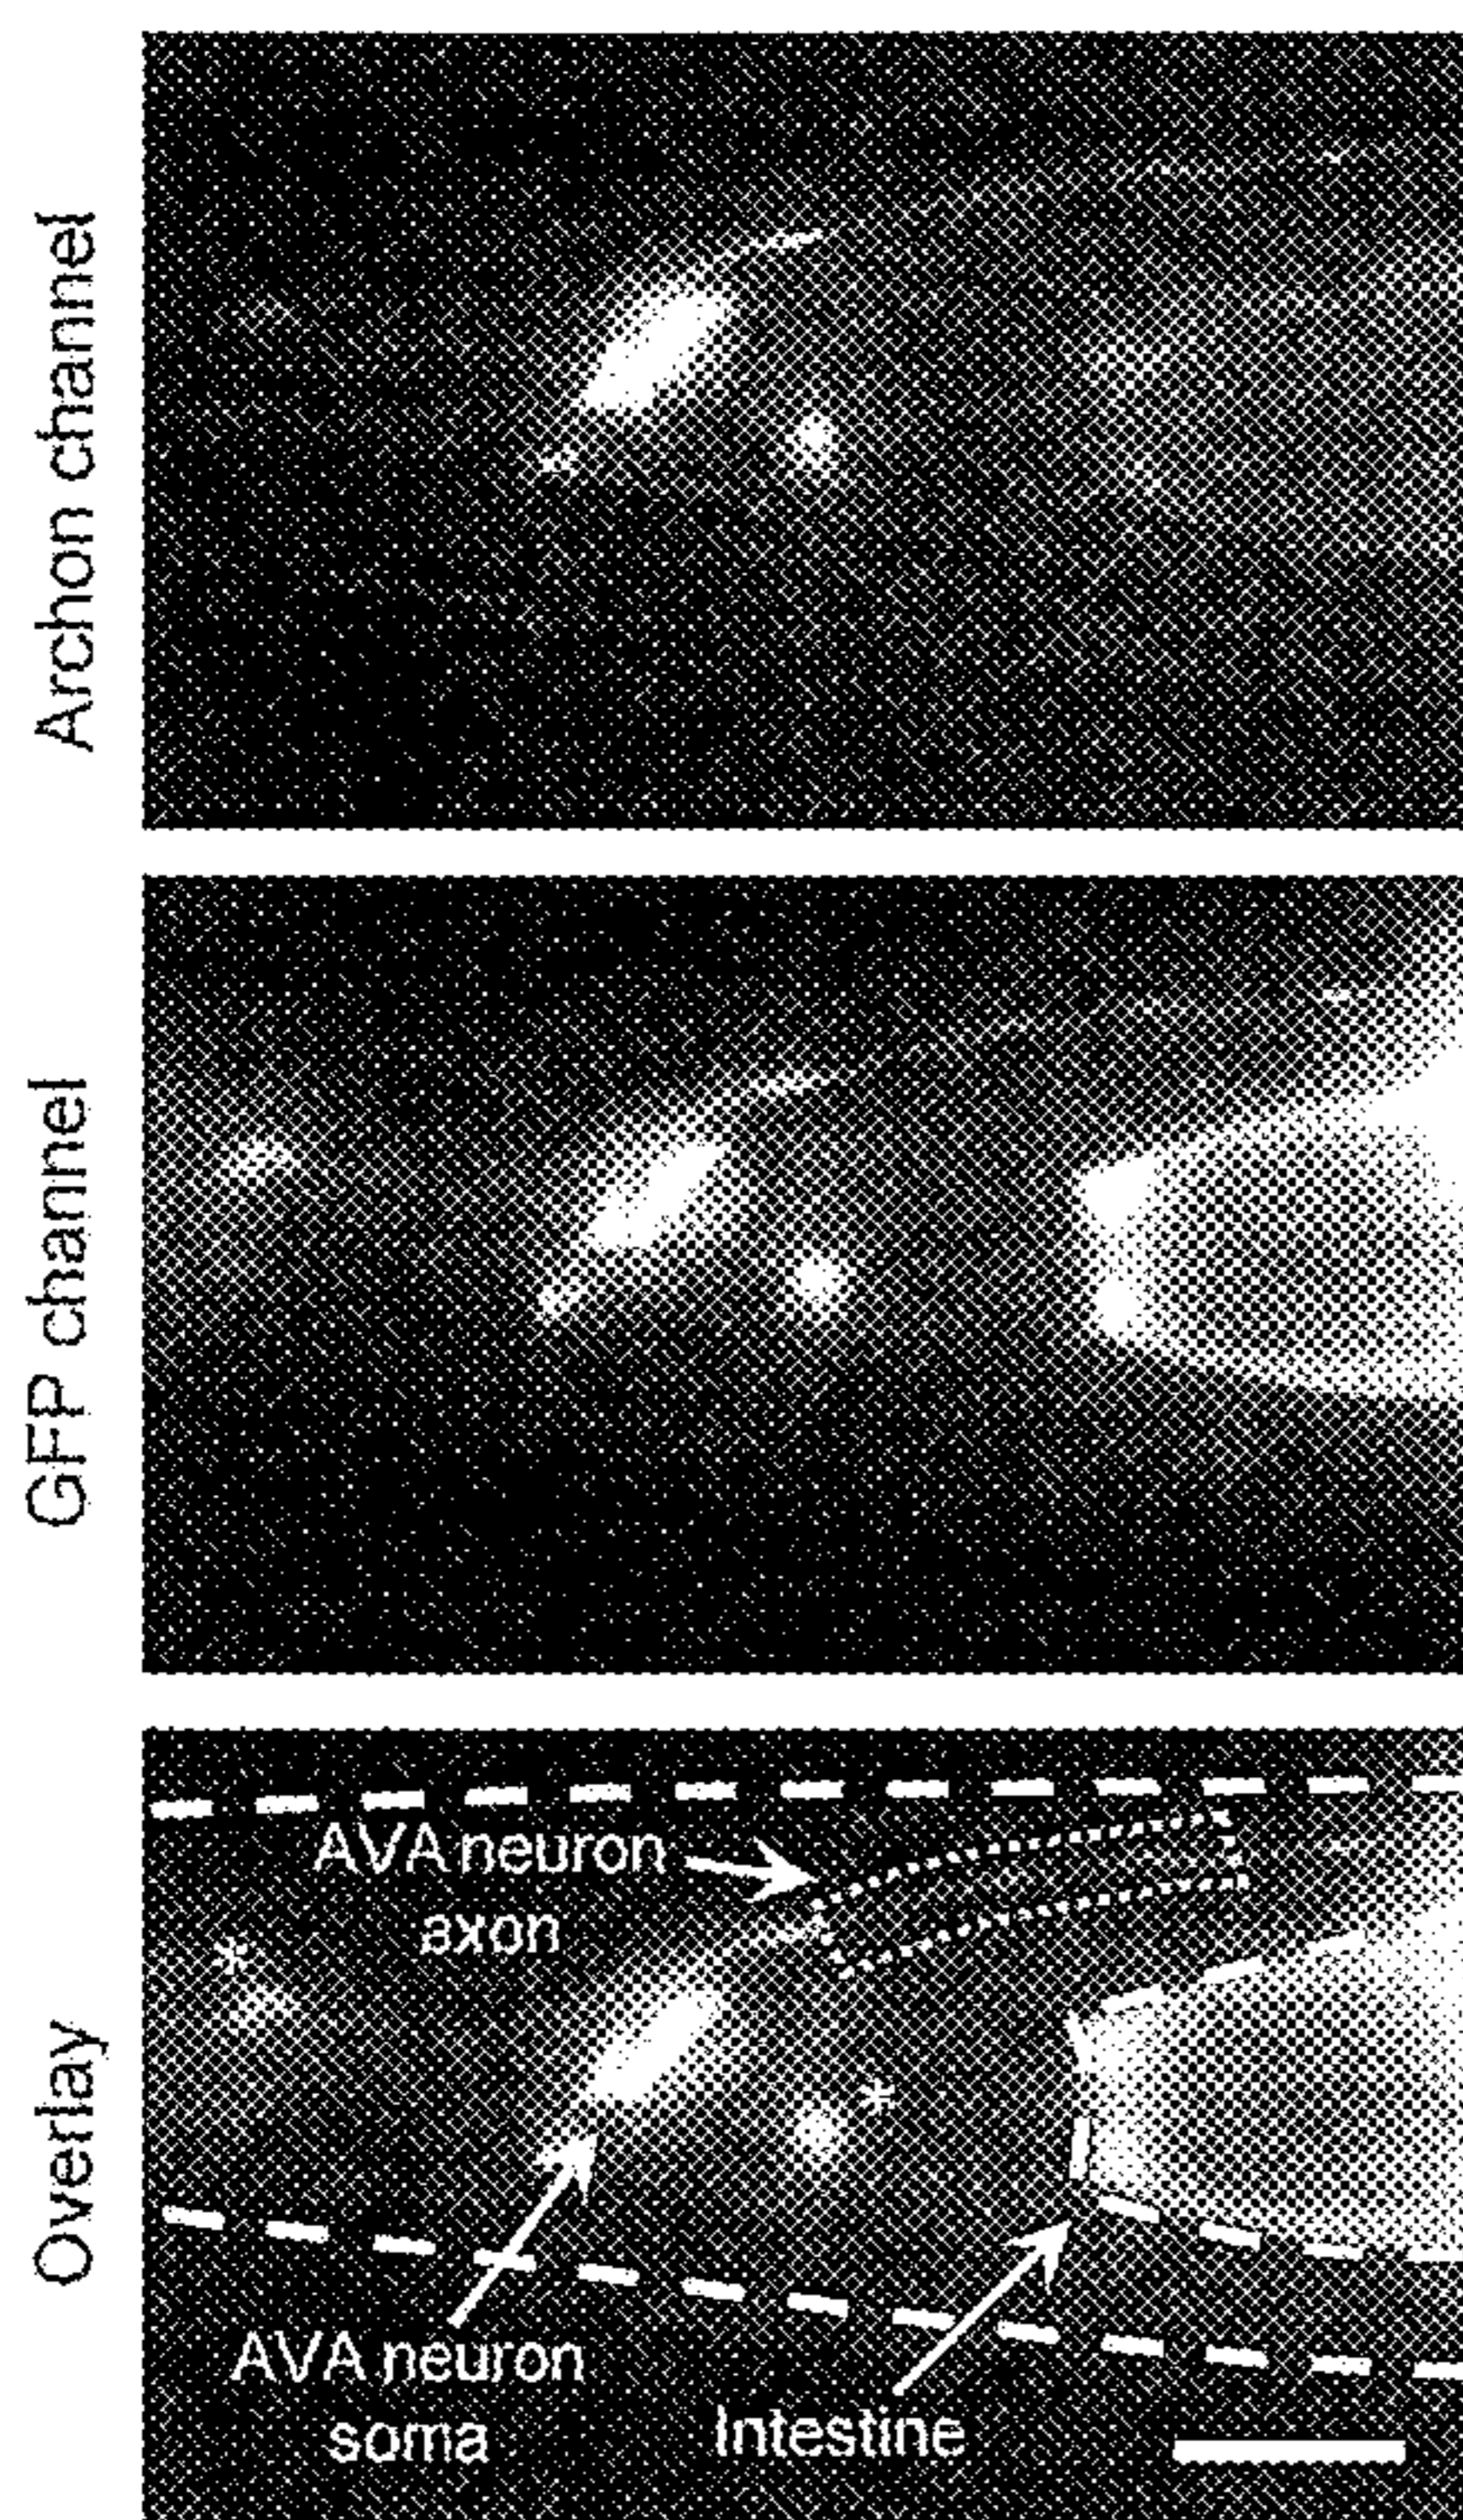 Archon channel
GFP channel
Overlay
AVA neuron
axon
*
*
AVA neuron
soma
Intestine